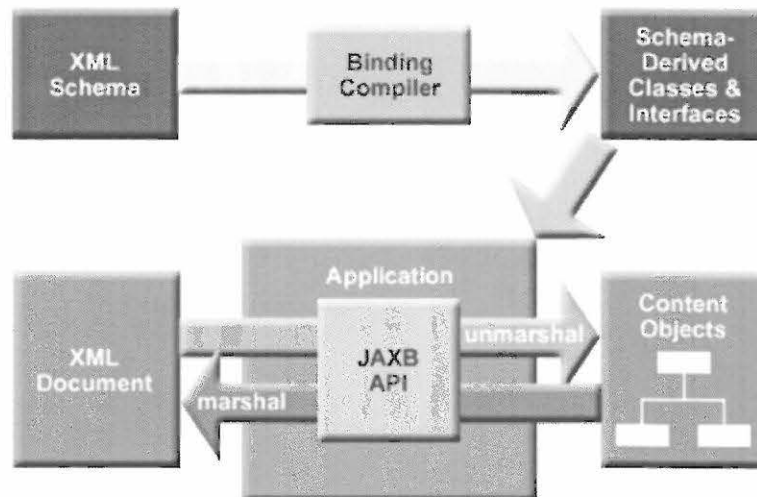 XML
Schema
Binding
Compiler
Schema-
Derived
Classes &
Interfaces
Application
XML
Document
JAXB
API
unmarshal
marshal
Content
Objects